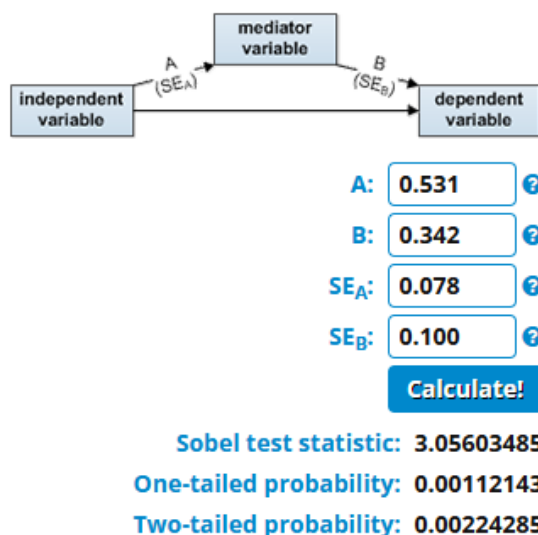 mediator
variable
A
(SEA)
B
(SEB)
independent
variable
dependent
variable
A: 0.531 ?
B: 0.342 ?
SEA: 0.078 ?
SEB: 0.100 ?
Calculate!
Sobel test statistic: 3.05603485
One-tailed probability: 0.00112143
Two-tailed probability: 0.00224285